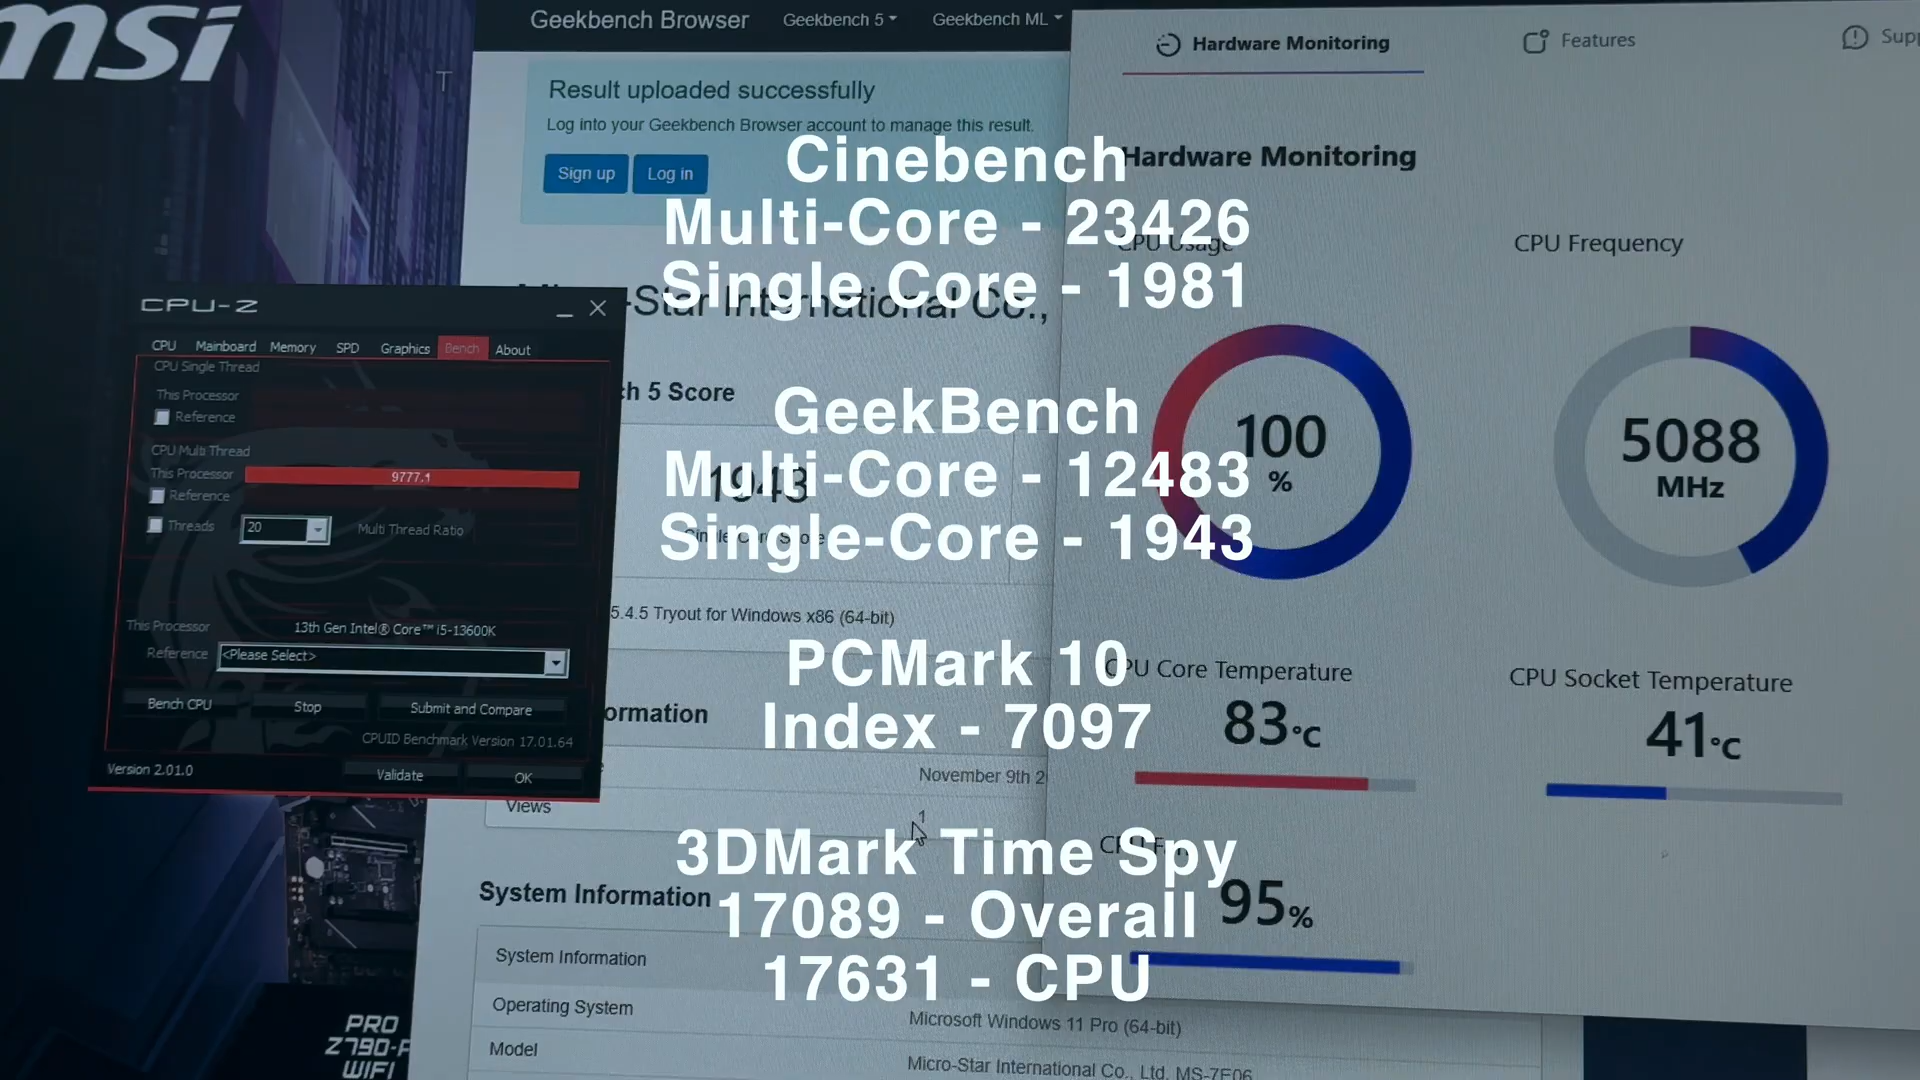 msi
Geekbench Browser
Geekbench 5
Geekbench ML
Result uploaded successfully
Log into your Geekbench Browser account to manage this result.
Sign up
Log in
Hardware Monitoring
Features
Hardware Monitoring
CPU Usage
100
%
CPU Frequency
5088
MHz
CPU Core Temperature
83°C
CPU Socket Temperature
41°C
95%
Cinebench
Multi-Core - 23426
Single Core - 1981
GeekBench
Multi-Core - 12483
Single-Core - 1943
PCMark 10
Index - 7097
3DMark Time Spy
17089 - Overall
17631 - CPU
-Star International Co.,
5 Score
1943
5.4.5 Tryout for Windows x86 (64-bit)
November 9th
Views
1
System Information
System Information
Operating System
Microsoft Windows 11 Pro (64-bit)
Model
Micro-Star International Co., Ltd. MS-7E06
CPU-Z
CPU
Mainboard
Memory
SPD
Graphics
Bench
About
CPU Single Thread
This Processor
Reference
CPU Multi Thread
This Processor
9777.1
Reference
Threads
20
Multi Thread Ratio
This Processor
13th Gen Intel® Core™ i5-13600K
Reference
<Please Select>
Bench CPU
Stop
Submit and Compare
CPUID Benchmark Version 17.01.64
Version 2.01.0
Validate
OK
PRO
Z790-P
WIFI